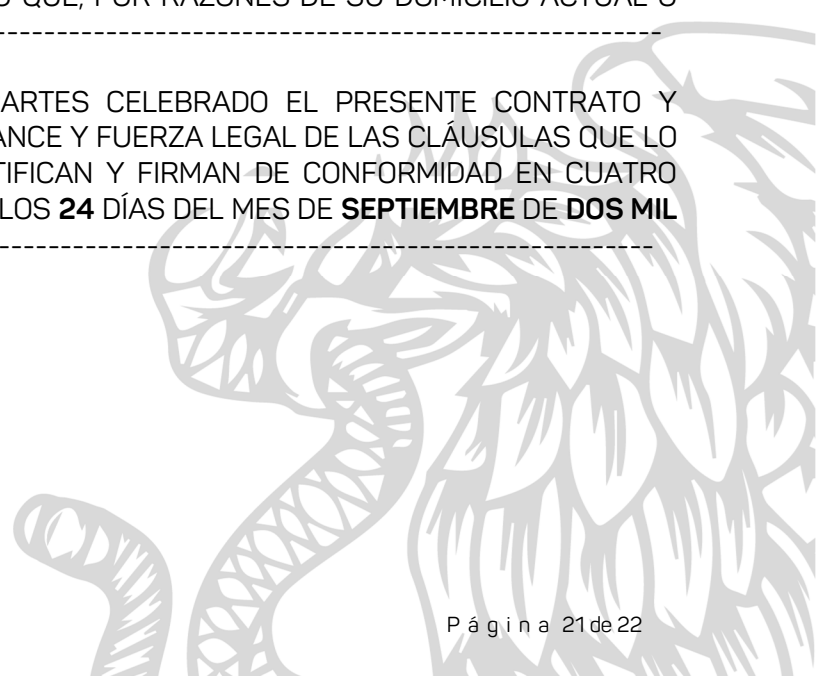 QUE, POR RAZONES DE SU DOMICILIO ACTUAL O
------------------------------------------------------
ARTES CELEBRADO EL PRESENTE CONTRATO Y
ANCE Y FUERZA LEGAL DE LAS CLÁUSULAS QUE LO
TIFICAN Y FIRMAN DE CONFORMIDAD EN CUATRO
LOS 24 DÍAS DEL MES DE SEPTIEMBRE DE DOS MIL
------------------------------------------------------
Página 21 de 22